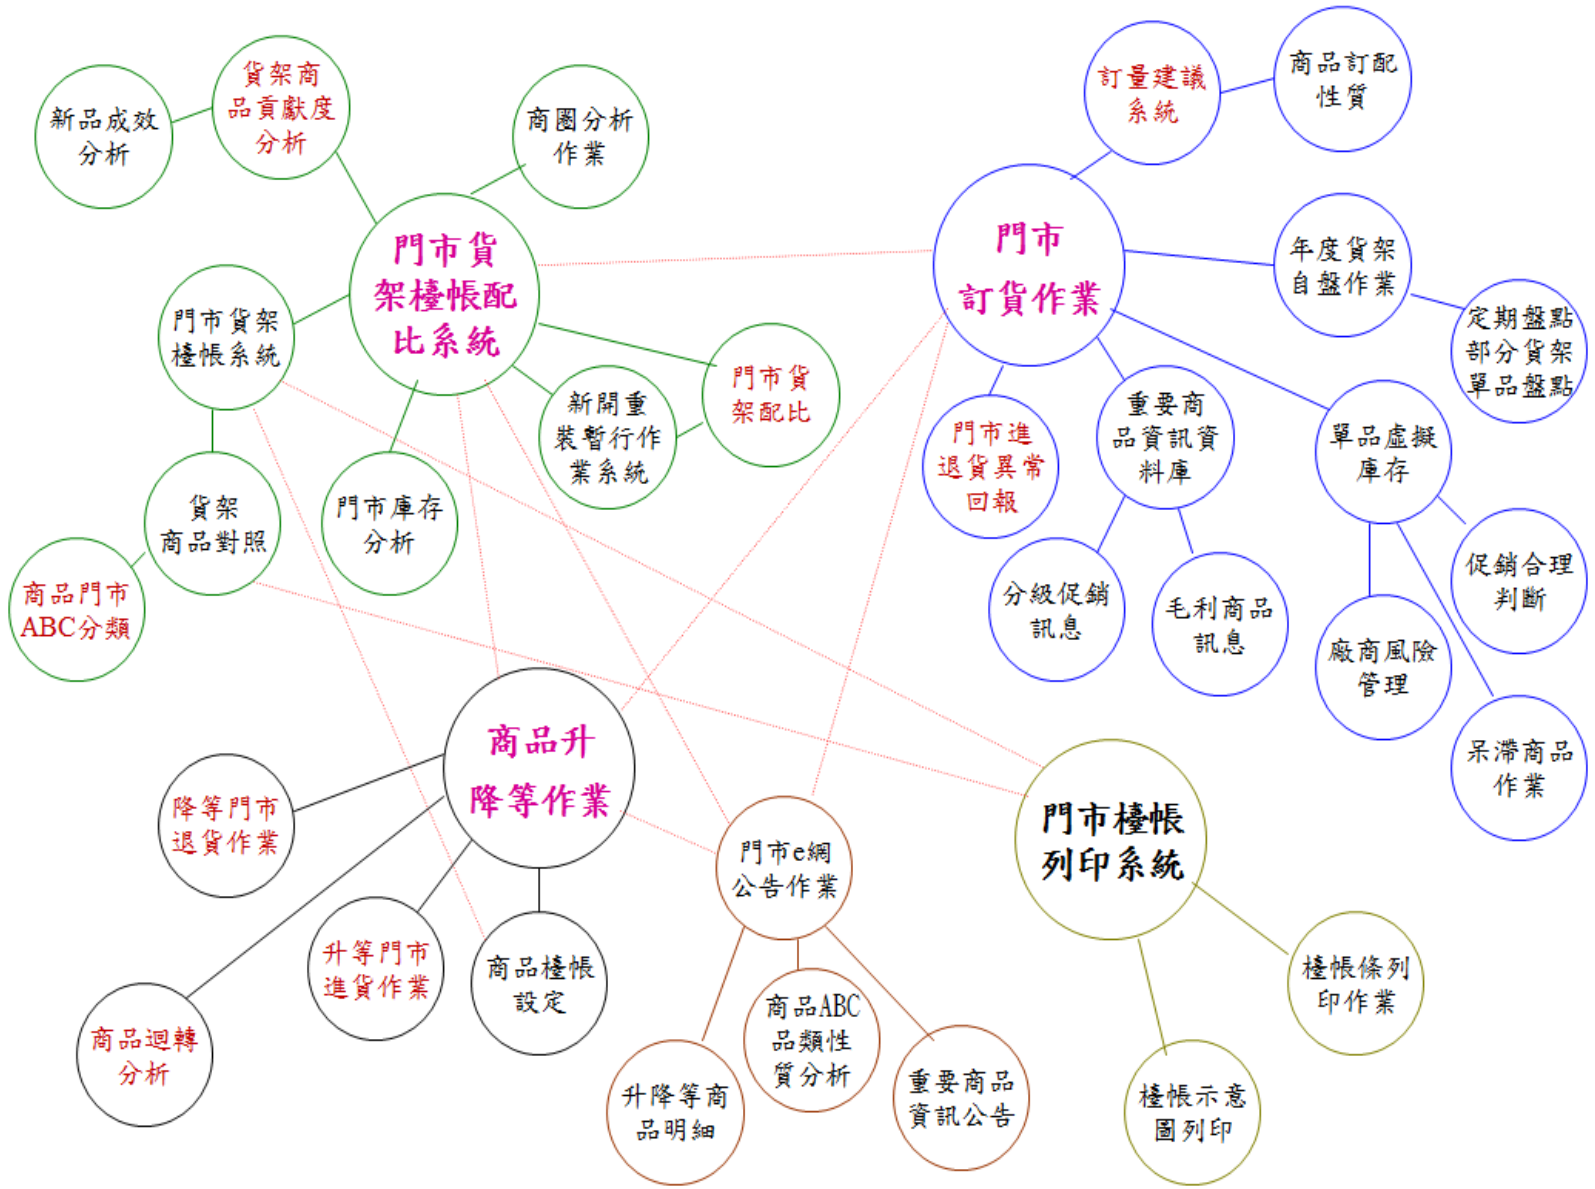 新品成效
分析
貨架商
品貢獻度
分析
商圈分析
作業
門市貨
架檯帳配
比系統
門市貨架
檯帳系統
貨架
商品對照
商品門市
ABC分類
門市庫存
分析
新開重
裝暫行作
業系統
門市貨
架配比
訂量建議
系統
商品訂配
性質
門市
訂貨作業
年度貨架
自盤作業
定期盤點
部分貨架
單品盤點
門市進
退貨異常
回報
重要商
品資訊資
料庫
單品虛擬
庫存
分級促銷
訊息
毛利商品
訊息
促銷合理
判斷
廠商風險
管理
呆滯商品
作業
商品升
降等作業
降等門市
退貨作業
升等門市
進貨作業
商品檯帳
設定
商品迴轉
分析
門市e網
公告作業
升降等商
品明細
商品ABC
品類性
質分析
重要商品
資訊公告
門市檯帳
列印系統
檯帳條列
印作業
檯帳示意
圖列印